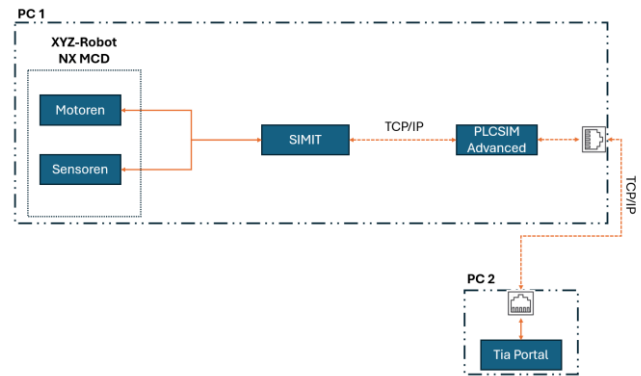 PC 1
XYZ-Robot
NX MCD
Motoren
Sensoren
SIMIT
TCP/IP
PLCSIM
Advanced
TCP/IP
PC 2
Tia Portal